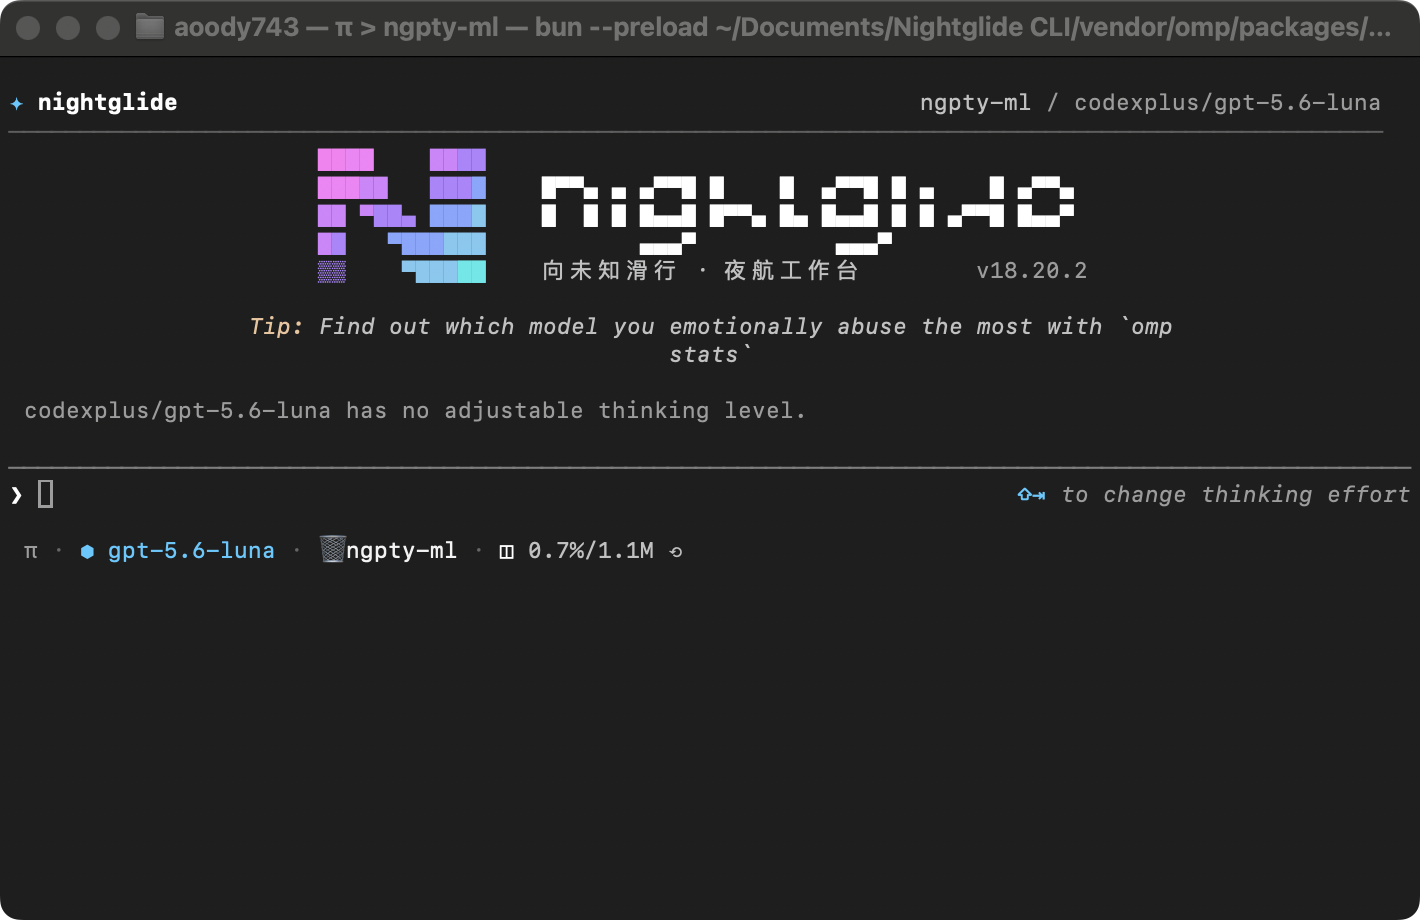 aoody743 — π > ngpty-ml — bun --preload ~/Documents/Nightglide CLI/vendor/omp/packages/...
✦ nightglide
ngpty-ml / codexplus/gpt-5.6-luna
nightglide
向未知滑行 · 夜航工作台 v18.20.2
Tip: Find out which model you emotionally abuse the most with `omp
stats`
codexplus/gpt-5.6-luna has no adjustable thinking level.
❯
⇧⇥ to change thinking effort
π · ⬢ gpt-5.6-luna · 🗑ngpty-ml · ◫ 0.7%/1.1M ⟲